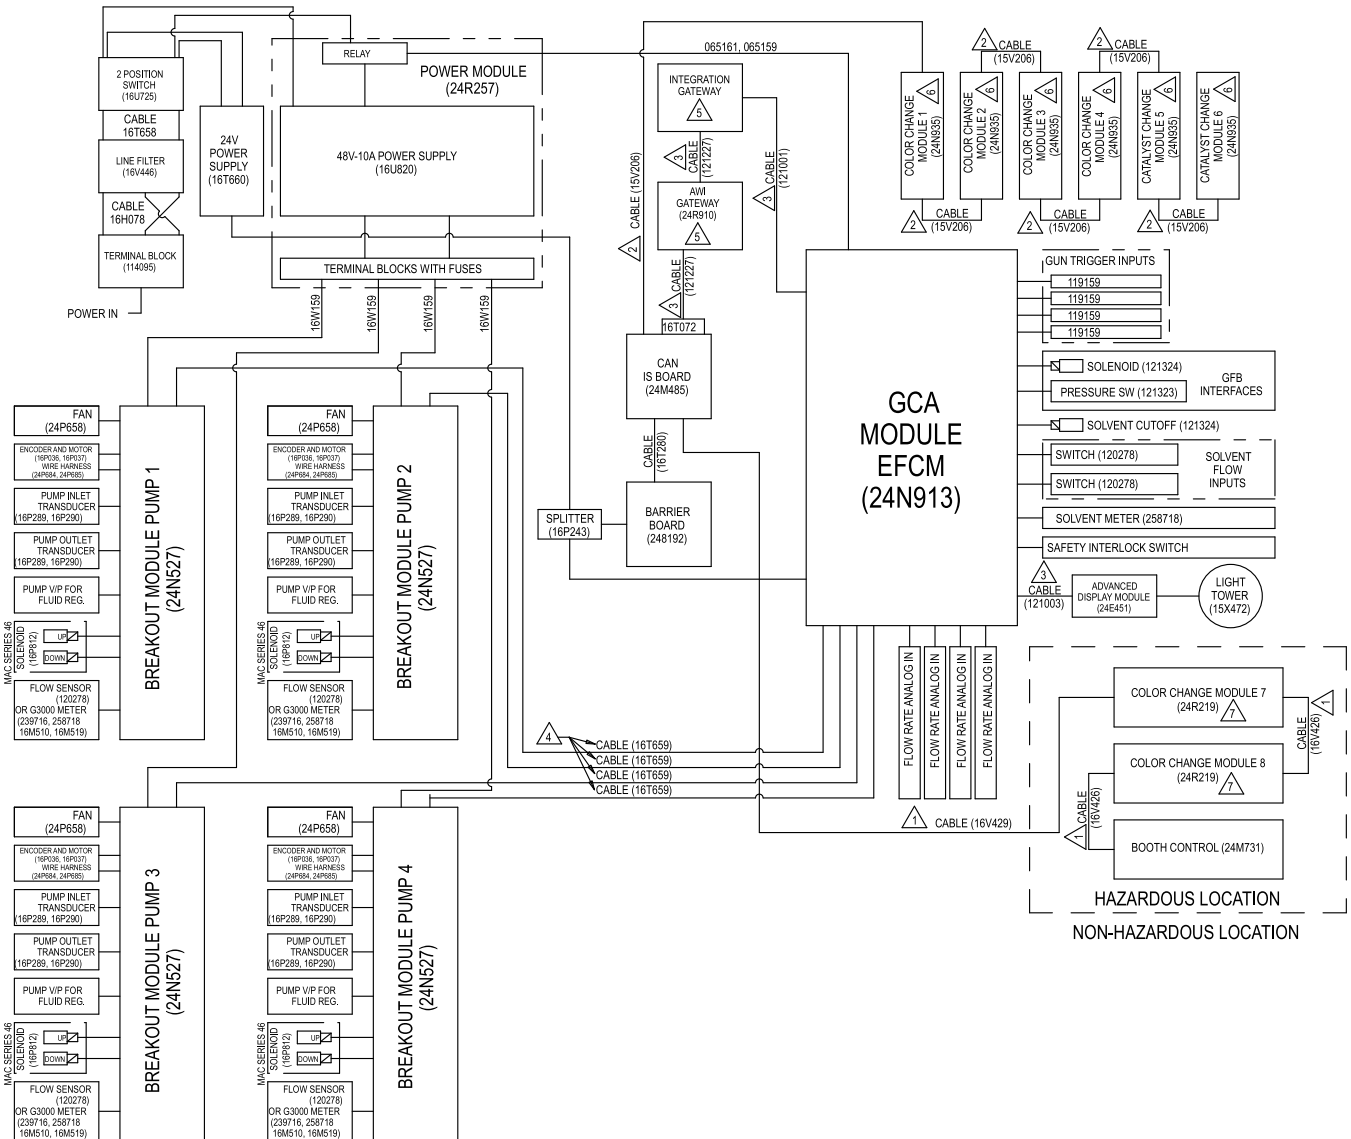 2 POSITION
SWITCH
(16U725)
CABLE
16T658
LINE FILTER
(16V446)
CABLE
16H078
TERMINAL BLOCK
(114095)
POWER IN
24V
POWER
SUPPLY
(16T660)
RELAY
POWER MODULE
(24R257)
48V-10A POWER SUPPLY
(16U820)
TERMINAL BLOCKS WITH FUSES
16W159
16W159
16W159
16W159
065161, 065159
INTEGRATION
GATEWAY
5
3
CABLE
(121227)
AWI
GATEWAY
(24R910)
5
3
CABLE
(121001)
2
CABLE (15V206)
3
CABLE
(121227)
16T072
CAN
IS BOARD
(24M485)
CABLE
(16T280)
BARRIER
BOARD
(248192)
SPLITTER
(16P243)
GCA
MODULE
EFCM
(24N913)
2
CABLE
(15V206)
2
CABLE
(15V206)
COLOR CHANGE
MODULE 1
(24N935)
6
COLOR CHANGE
MODULE 2
(24N935)
6
COLOR CHANGE
MODULE 3
(24N935)
6
COLOR CHANGE
MODULE 4
(24N935)
6
CATALYST CHANGE
MODULE 5
(24N935)
6
CATALYST CHANGE
MODULE 6
(24N935)
6
2
CABLE
(15V206)
2
CABLE
(15V206)
2
CABLE
(15V206)
GUN TRIGGER INPUTS
119159
119159
119159
119159
SOLENOID (121324)
PRESSURE SW (121323)
GFB
INTERFACES
SOLVENT CUTOFF (121324)
SWITCH (120278)
SWITCH (120278)
SOLVENT
FLOW
INPUTS
SOLVENT METER (258718)
SAFETY INTERLOCK SWITCH
3
CABLE
(121003)
ADVANCED
DISPLAY MODULE
(24E451)
LIGHT
TOWER
(15X472)
FLOW RATE ANALOG IN
FLOW RATE ANALOG IN
FLOW RATE ANALOG IN
FLOW RATE ANALOG IN
1
CABLE (16V429)
COLOR CHANGE MODULE 7
(24R219)
7
1
CABLE
(16V426)
COLOR CHANGE MODULE 8
(24R219)
7
1
CABLE
(16V426)
BOOTH CONTROL (24M731)
HAZARDOUS LOCATION
NON-HAZARDOUS LOCATION
4
CABLE (16T659)
CABLE (16T659)
CABLE (16T659)
CABLE (16T659)
FAN
(24P658)
ENCODER AND MOTOR
(16P036, 16P037)
WIRE HARNESS
(24P684, 24P685)
PUMP INLET
TRANSDUCER
(16P289, 16P290)
PUMP OUTLET
TRANSDUCER
(16P289, 16P290)
PUMP V/P FOR
FLUID REG.
MAC SERIES 46
SOLENOID
(16P812)
UP
DOWN
FLOW SENSOR
(120278)
OR G3000 METER
(239716, 258718
16M510, 16M519)
BREAKOUT MODULE PUMP 1
(24N527)
FAN
(24P658)
ENCODER AND MOTOR
(16P036, 16P037)
WIRE HARNESS
(24P684, 24P685)
PUMP INLET
TRANSDUCER
(16P289, 16P290)
PUMP OUTLET
TRANSDUCER
(16P289, 16P290)
PUMP V/P FOR
FLUID REG.
MAC SERIES 46
SOLENOID
(16P812)
UP
DOWN
FLOW SENSOR
(120278)
OR G3000 METER
(239716, 258718
16M510, 16M519)
BREAKOUT MODULE PUMP 2
(24N527)
FAN
(24P658)
ENCODER AND MOTOR
(16P036, 16P037)
WIRE HARNESS
(24P684, 24P685)
PUMP INLET
TRANSDUCER
(16P289, 16P290)
PUMP OUTLET
TRANSDUCER
(16P289, 16P290)
PUMP V/P FOR
FLUID REG.
MAC SERIES 46
SOLENOID
(16P812)
UP
DOWN
FLOW SENSOR
(120278)
OR G3000 METER
(239716, 258718
16M510, 16M519)
BREAKOUT MODULE PUMP 3
(24N527)
FAN
(24P658)
ENCODER AND MOTOR
(16P036, 16P037)
WIRE HARNESS
(24P684, 24P685)
PUMP INLET
TRANSDUCER
(16P289, 16P290)
PUMP OUTLET
TRANSDUCER
(16P289, 16P290)
PUMP V/P FOR
FLUID REG.
MAC SERIES 46
SOLENOID
(16P812)
UP
DOWN
FLOW SENSOR
(120278)
OR G3000 METER
(239716, 258718
16M510, 16M519)
BREAKOUT MODULE PUMP 4
(24N527)